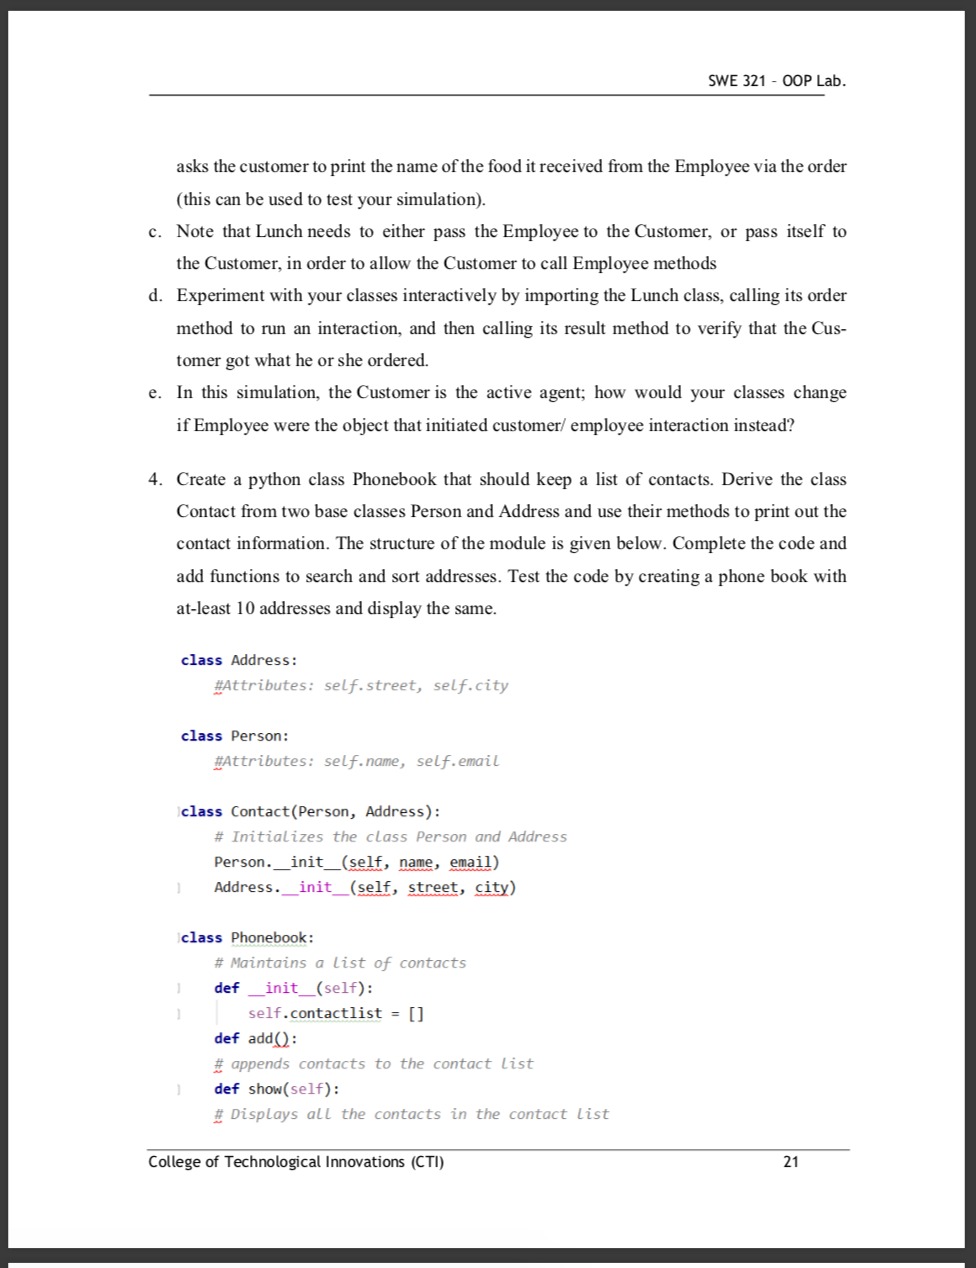 SWE 321 - OOP Lab.
asks the customer to print the name of the food it received from the Employee via the order
(this can be used to test your simulation).
c. Note that Lunch needs to either pass the Employee to the Customer, or pass itself to
the Customer, in order to allow the Customer to call Employee methods
d. Experiment with your classes interactively by importing the Lunch class, calling its order
method to run an interaction, and then calling its result method to verify that the Cus-
tomer got what he or she ordered.
e. In this simulation, the Customer is the active agent; how would your classes change
if Employee were the object that initiated customer/ employee interaction instead?
4. Create a python class Phonebook that should keep a list of contacts. Derive the class
Contact from two base classes Person and Address and use their methods to print out the
contact information. The structure of the module is given below. Complete the code and
add functions to search and sort addresses. Test the code by creating a phone book with
at-least 10 addresses and display the same.
class Address:
#Attributes: self.street, self.city
class Person:
#Attributes: self.name, self.email
class Contact(Person, Address):
# Initializes the class Person and Address
Person.__init__(self, name, email)
Address.__init__(self, street, city)
class Phonebook:
# Maintains a list of contacts
def __init__(self):
self.contactlist = []
def add():
# appends contacts to the contact list
def show(self):
# Displays all the contacts in the contact list
College of Technological Innovations (CTI) 21